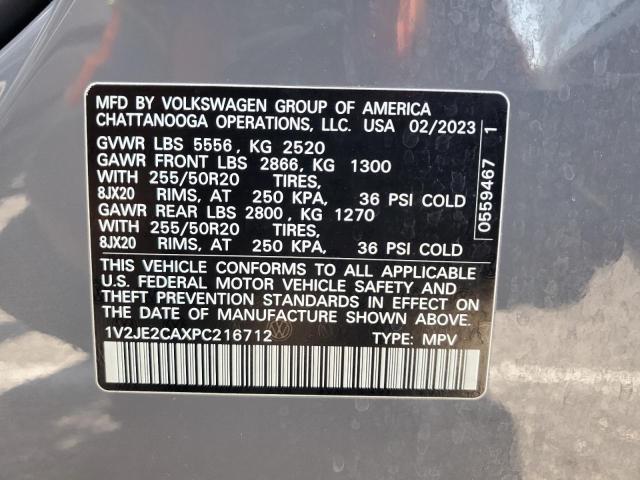 MFD BY VOLKSWAGEN GROUP OF AMERICA
CHATTANOOGA OPERATIONS, LLC. USA 02/2023
GVWR LBS 5556, KG 2520
GAWR FRONT LBS 2866, KG 1300
WITH 255/50R20 TIRES,
8JX20 RIMS, AT 250 KPA, 36 PSI COLD
GAWR REAR LBS 2800, KG 1270
WITH 255/50R20 TIRES,
8JX20 RIMS, AT 250 KPA, 36 PSI COLD
THIS VEHICLE CONFORMS TO ALL APPLICABLE
U.S. FEDERAL MOTOR VEHICLE SAFETY AND
THEFT PREVENTION STANDARDS IN EFFECT ON
THE DATE OF MANUFACTURE SHOWN ABOVE.
1V2JE2CAXPC216712 TYPE: MPV
0559467 1